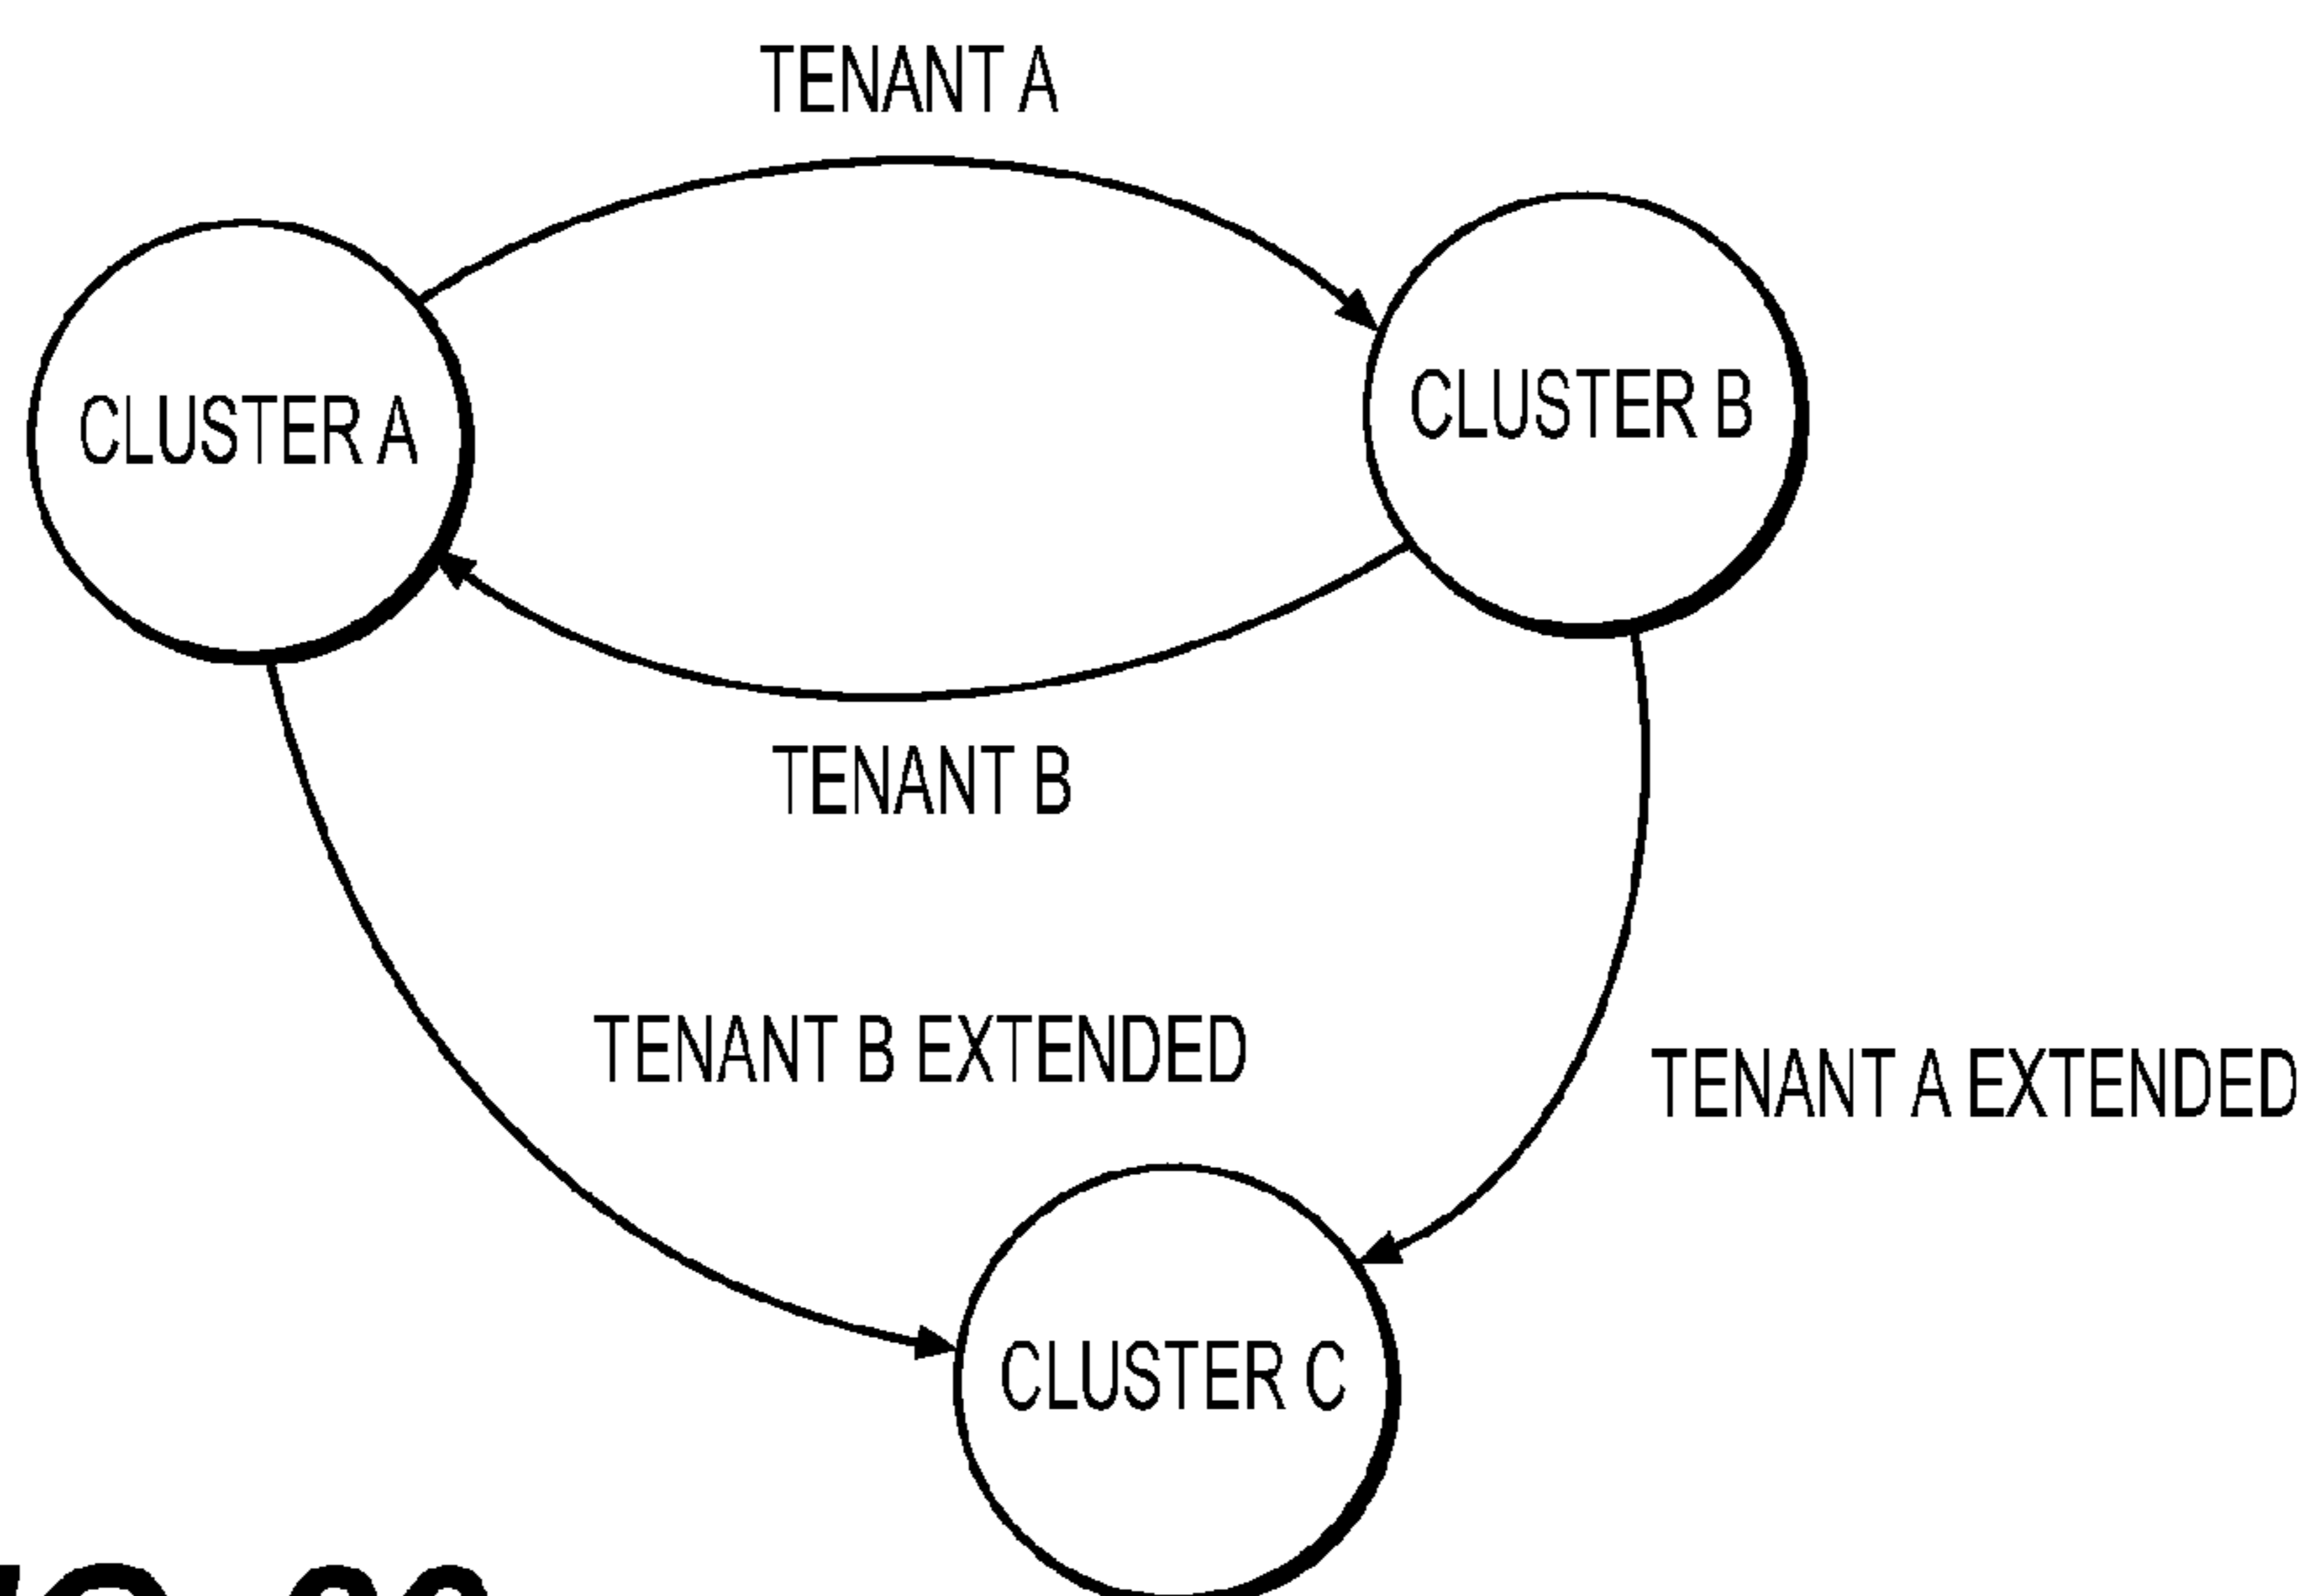 TENANT A
CLUSTER A
CLUSTER B
TENANT B
TENANT B EXTENDED
TENANT A EXTENDED
CLUSTER C